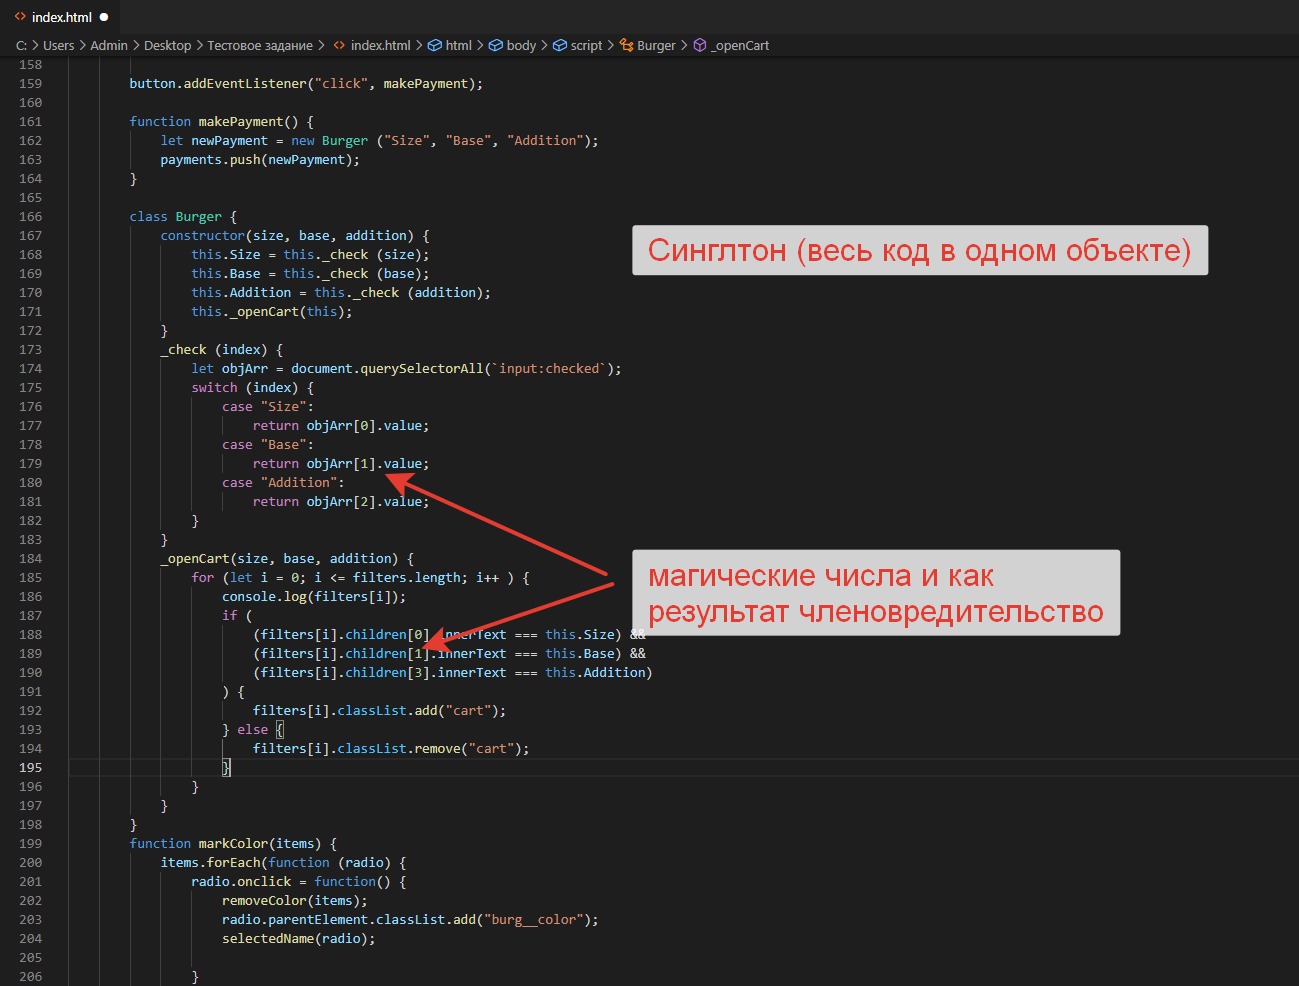 index.html
C: > Users > Admin > Desktop > Тестовое задание > index.html > html > body > script > Burger > _openCart
158
159 button.addEventListener("click", makePayment);
160
161 function makePayment() {
162 let newPayment = new Burger ("Size", "Base", "Addition");
163 payments.push(newPayment);
164 }
165
166 class Burger {
167 constructor(size, base, addition) {
Синглтон (весь код в одном объекте)
168 this.Size = this._check (size);
169 this.Base = this._check (base);
170 this.Addition = this._check (addition);
171 this._openCart(this);
172 }
173 _check (index) {
174 let objArr = document.querySelectorAll(`input:checked`);
175 switch (index) {
176 case "Size":
177 return objArr[0].value;
178 case "Base":
179 return objArr[1].value;
180 case "Addition":
181 return objArr[2].value;
182 }
183 }
184 _openCart(size, base, addition) {
185 for (let i = 0; i <= filters.length; i++ ) {
магические числа и как
186 console.log(filters[i]);
187 if (
результат членовредительство
188 (filters[i].children[0].innerText === this.Size) &&
189 (filters[i].children[1].innerText === this.Base) &&
190 (filters[i].children[3].innerText === this.Addition)
191 ) {
192 filters[i].classList.add("cart");
193 } else {
194 filters[i].classList.remove("cart");
195 }
196 }
197 }
198 }
199 function markColor(items) {
200 items.forEach(function (radio) {
201 radio.onclick = function() {
202 removeColor(items);
203 radio.parentElement.classList.add("burg__color");
204 selectedName(radio);
205
206 }